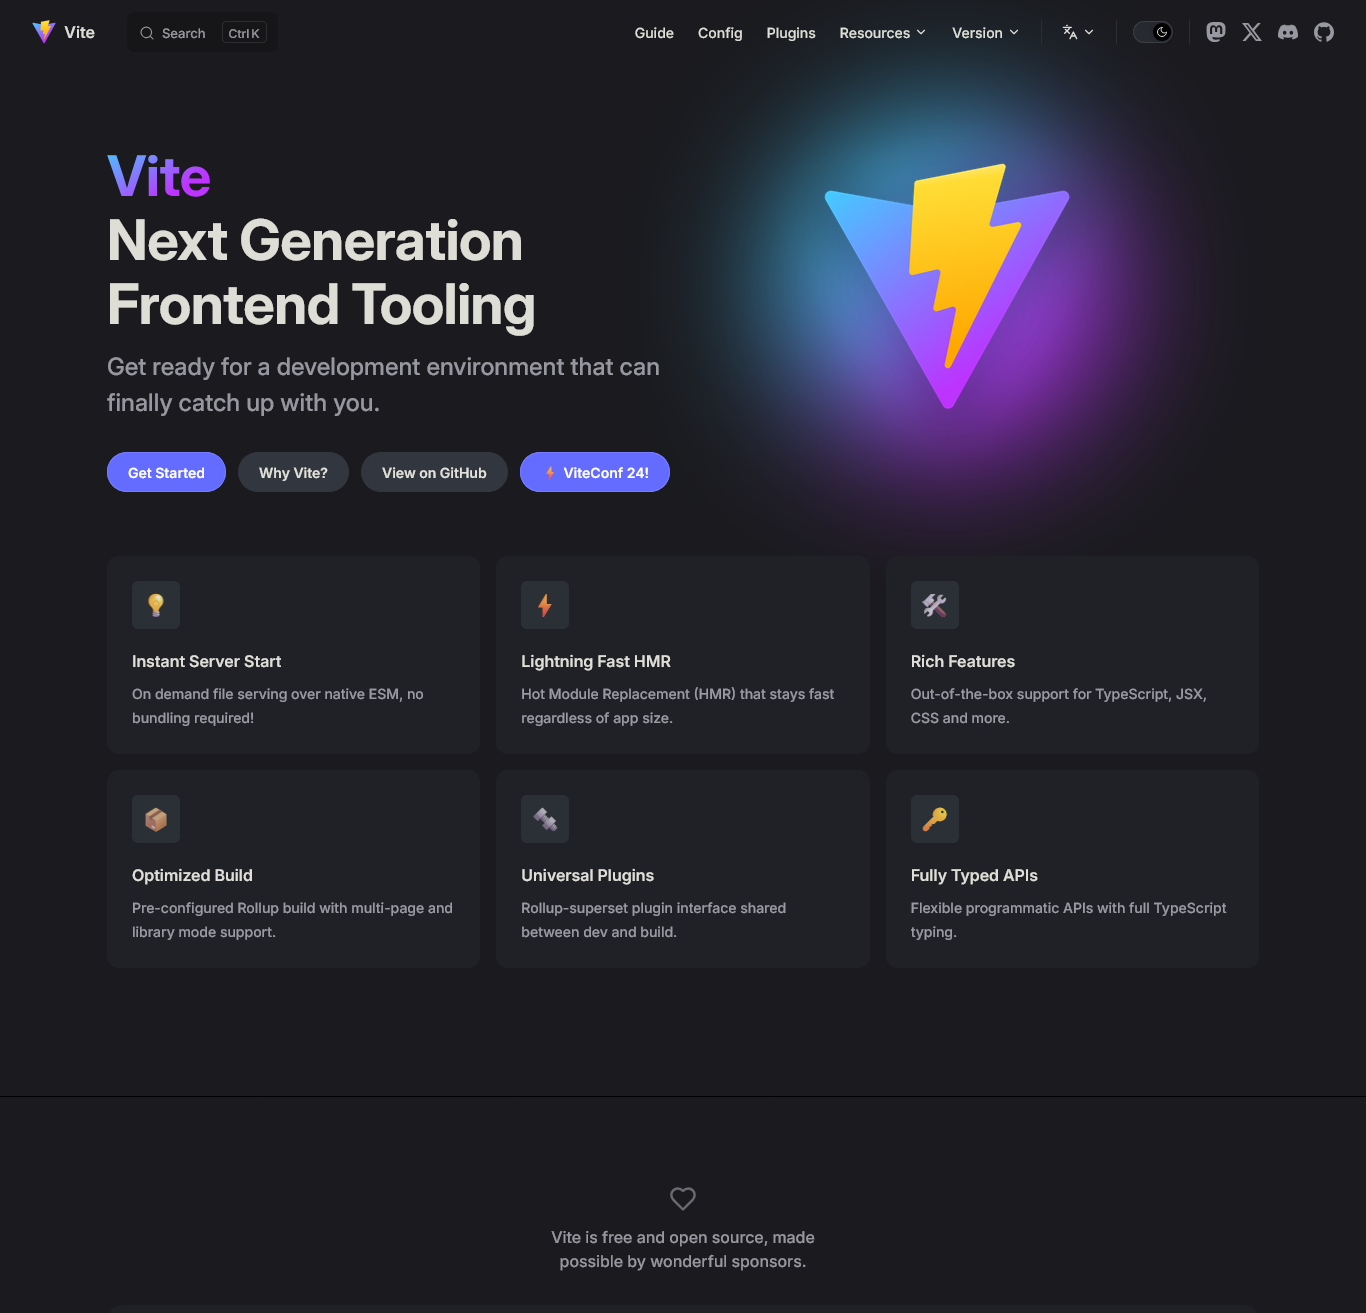 Vite
Search
Ctrl K
Guide
Config
Plugins
Resources
Version
Vite
Next Generation
Frontend Tooling
Get ready for a development environment that can
finally catch up with you.
Get Started
Why Vite?
View on GitHub
ViteConf 24!
Instant Server Start
On demand file serving over native ESM, no
bundling required!
Lightning Fast HMR
Hot Module Replacement (HMR) that stays fast
regardless of app size.
Rich Features
Out-of-the-box support for TypeScript, JSX,
CSS and more.
Optimized Build
Pre-configured Rollup build with multi-page and
library mode support.
Universal Plugins
Rollup-superset plugin interface shared
between dev and build.
Fully Typed APIs
Flexible programmatic APIs with full TypeScript
typing.
Vite is free and open source, made
possible by wonderful sponsors.